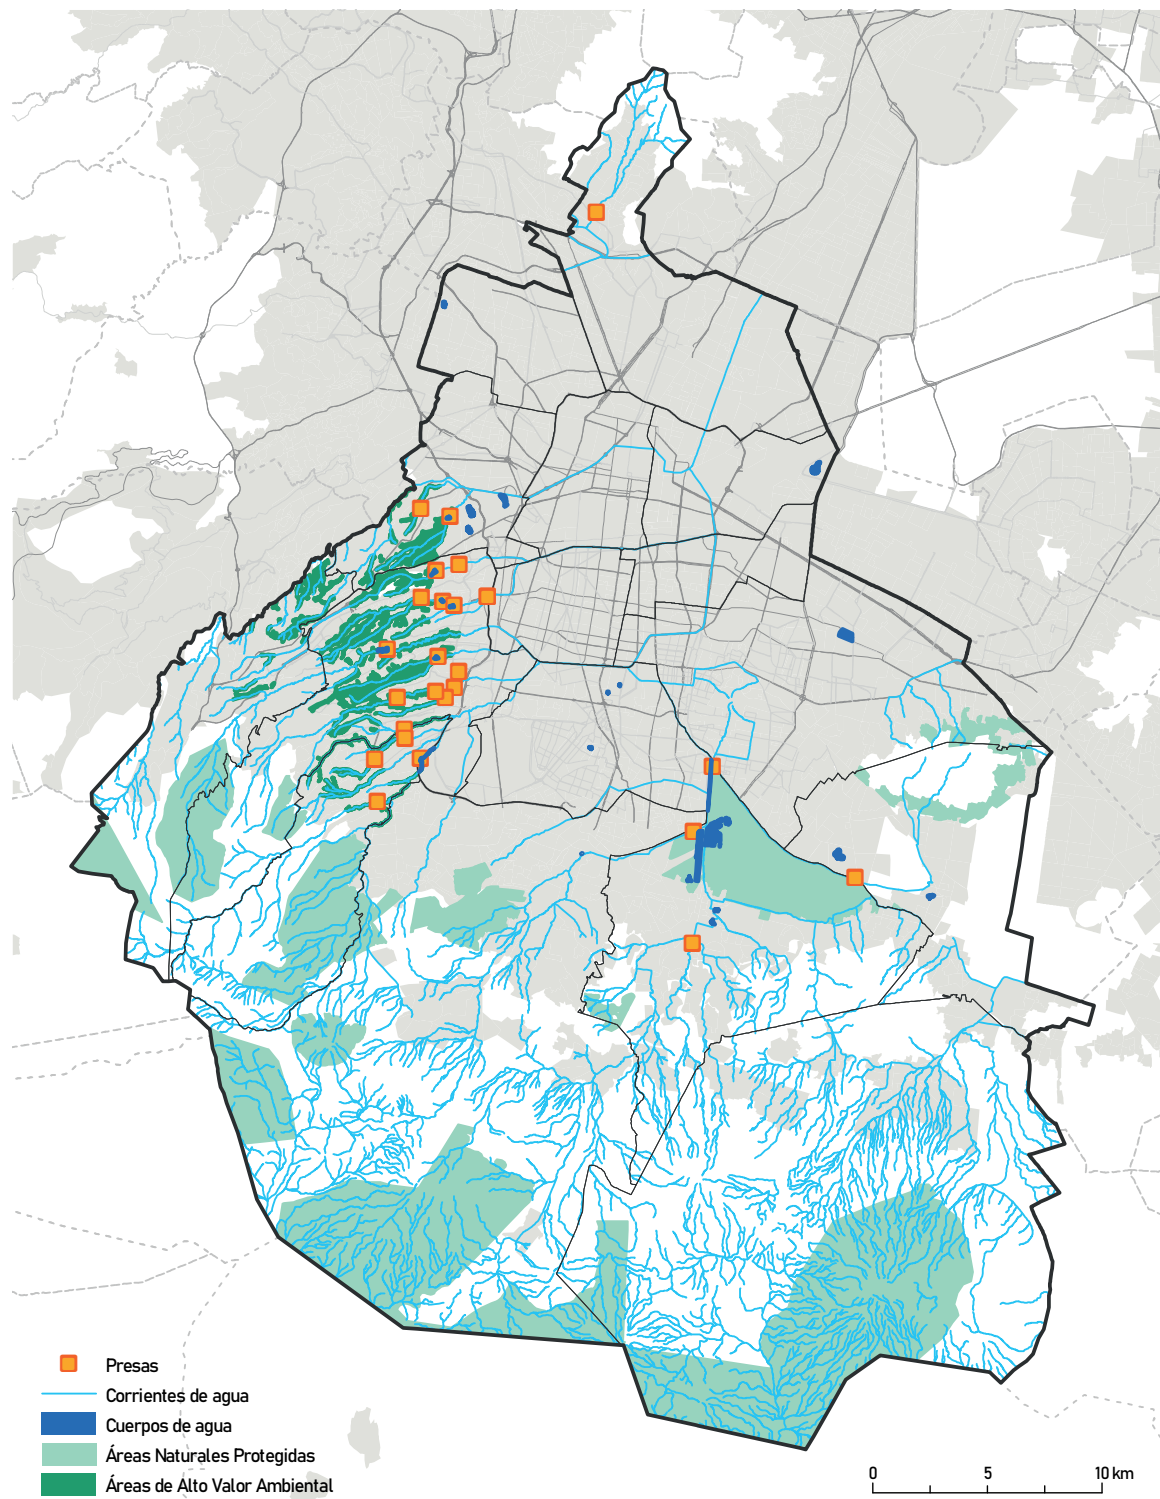 Presas
Corrientes de agua
Cuerpos de agua
Áreas Naturales Protegidas
Áreas de Alto Valor Ambiental
0 5 10 km